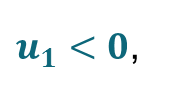 u₁ < 0,